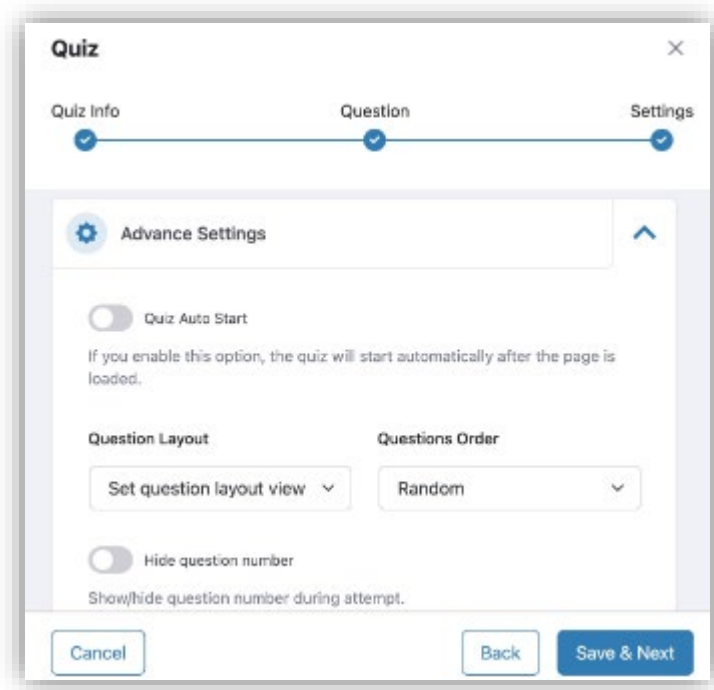 Quiz
Quiz Info Question Settings
Advance Settings
Quiz Auto Start
If you enable this option, the quiz will start automatically after the page is
loaded.
Question Layout Questions Order
Set question layout view Random
Hide question number
Show/hide question number during attempt.
Cancel Back Save & Next